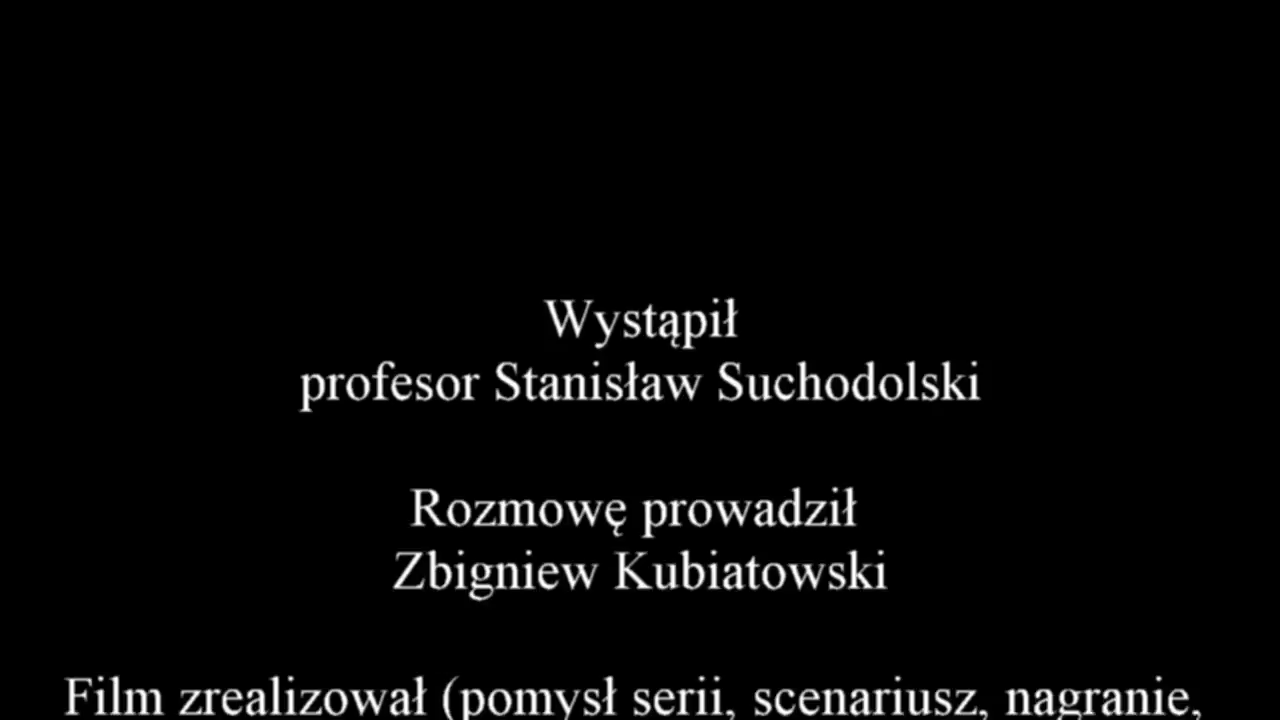 Wystąpił
profesor Stanisław Suchodolski
Rozmowę prowadził
Zbigniew Kubiatowski
Film zrealizował (pomysł serii, scenariusz, nagranie,